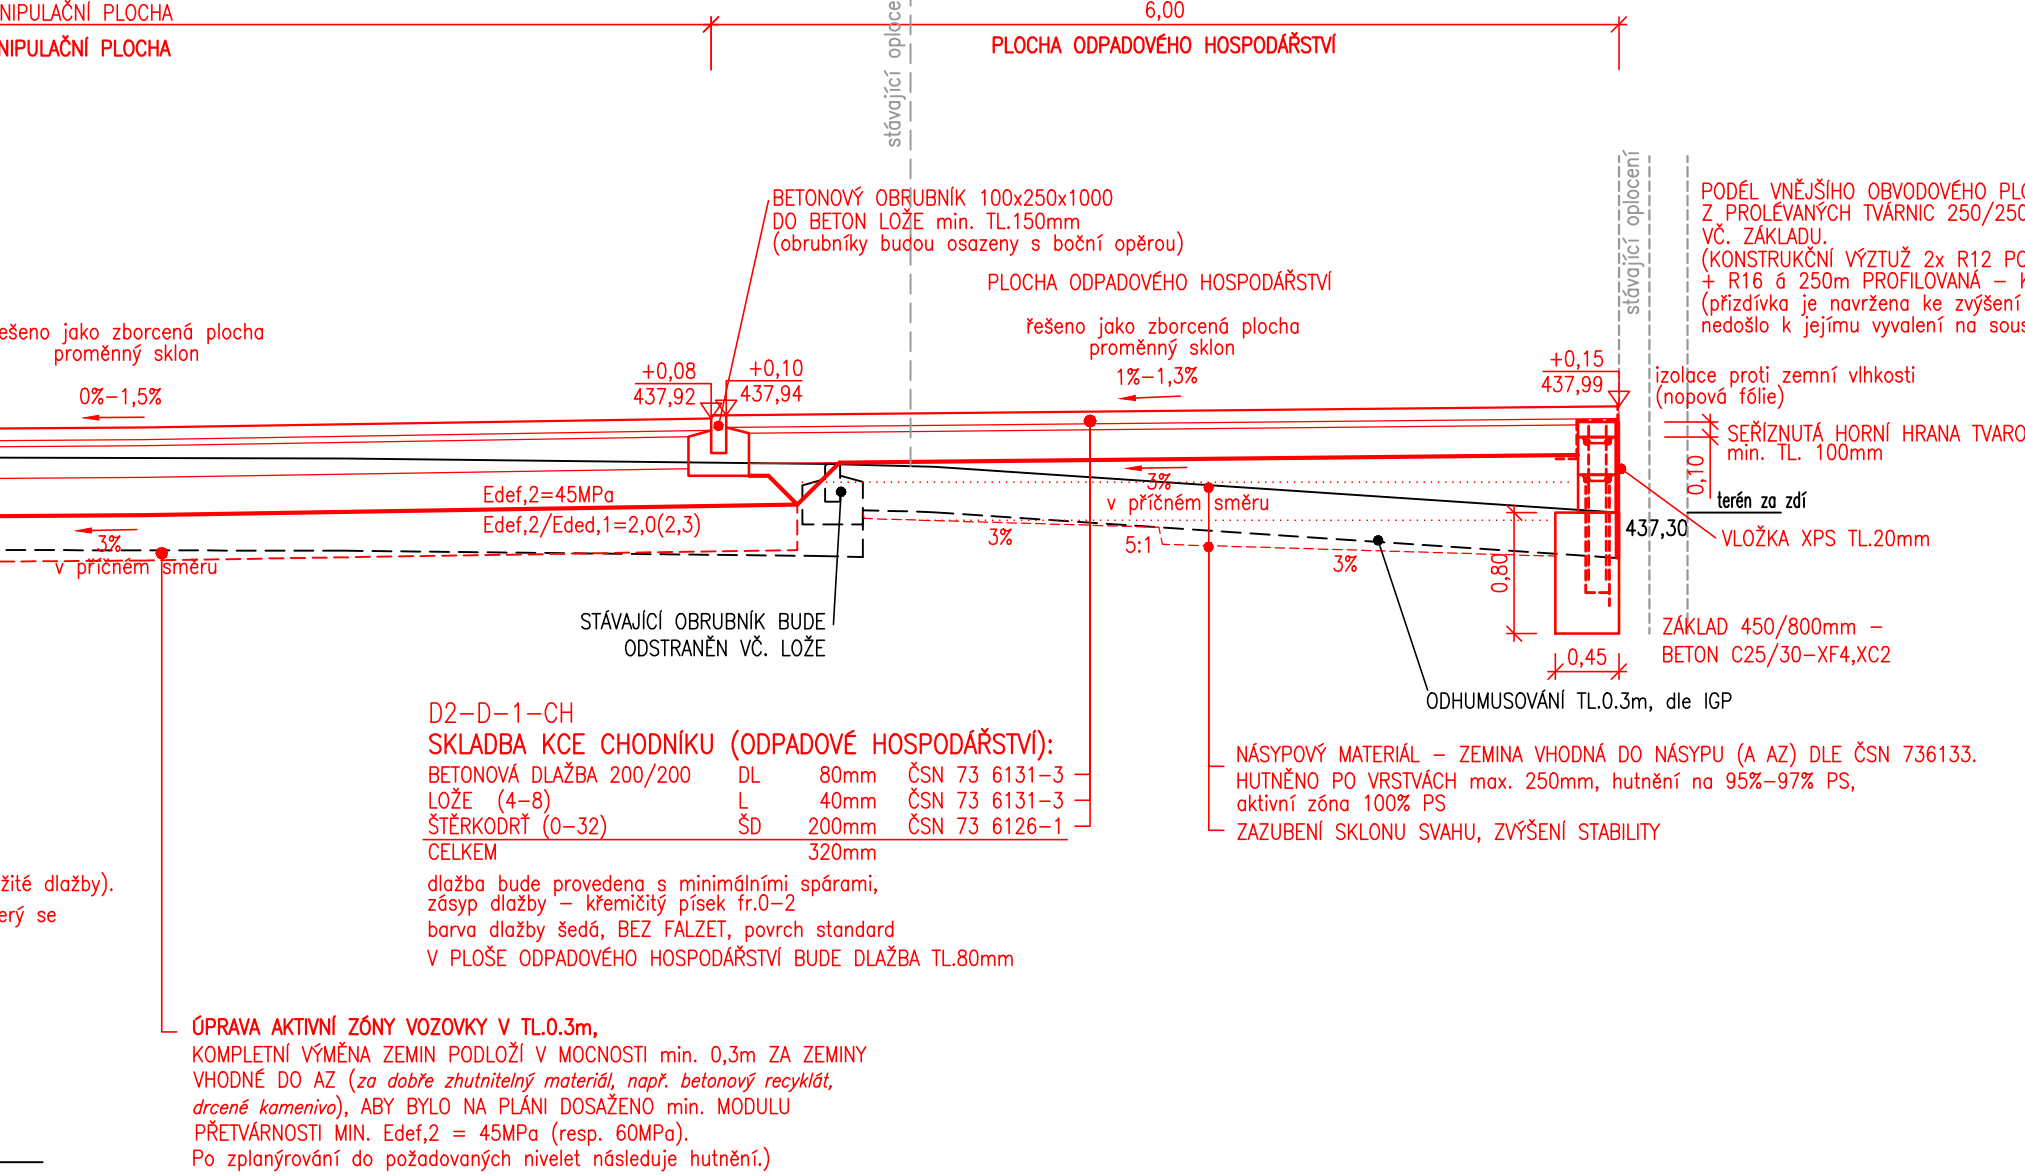 NIPULAČNÍ PLOCHA
NIPULAČNÍ PLOCHA
6,00
PLOCHA ODPADOVÉHO HOSPODÁŘSTVÍ
stávající oploce
BETONOVÝ OBRUBNÍK 100x250x1000
DO BETON LOŽE min. TL.150mm
(obrubníky budou osazeny s boční opěrou)
PLOCHA ODPADOVÉHO HOSPODÁŘSTVÍ
řešeno jako zborcená plocha
proměnný sklon
1%-1,3%
ešeno jako zborcená plocha
proměnný sklon
0%-1,5%
+0,08
437,92
+0,10
437,94
+0,15
437,99
stávající oplocení
PODÉL VNĚJŠÍHO OBVODOVÉHO
Z PROLÉVANÝCH TVÁRNIC 250/250
VČ. ZÁKLADU.
(KONSTRUKČNÍ VÝZTUŽ 2x R12
+ R16 á 250m PROFILOVANÁ –
(přizdívka je navržena ke zvýšení
nedošlo k jejímu vyvalení na
izolace proti zemní vlhkosti
(nopová fólie)
SEŘÍZNUTÁ HORNÍ HRANA TVARO
min. TL. 100mm
0,10
terén za zdí
437,30
VLOŽKA XPS TL.20mm
Edef,2=45MPa
Edef,2/Eded,1=2,0(2,3)
3%
v příčném směru
3%
v příčném směru
3%
5:1
3%
0,80
0,45
ZÁKLAD 450/800mm –
BETON C25/30-XF4,XC2
STÁVAJÍCÍ OBRUBNÍK BUDE
ODSTRANĚN VČ. LOŽE
ODHUMUSOVÁNÍ TL.0.3m, dle IGP
D2-D-1-CH
SKLADBA KCE CHODNÍKU (ODPADOVÉ HOSPODÁŘSTVÍ):
BETONOVÁ DLAŽBA 200/200 DL 80mm ČSN 73 6131-3
LOŽE (4-8) L 40mm ČSN 73 6131-3
ŠTĚRKODRŤ (0-32) ŠD 200mm ČSN 73 6126-1
CELKEM 320mm
dlažba bude provedena s minimálními spárami,
zásyp dlažby – křemičitý písek fr.0-2
barva dlažby šedá, BEZ FALZET, povrch standard
V PLOŠE ODPADOVÉHO HOSPODÁŘSTVÍ BUDE DLAŽBA TL.80mm
NÁSYPOVÝ MATERIÁL – ZEMINA VHODNÁ DO NÁSYPU (A AZ) DLE ČSN 736133.
HUTNĚNO PO VRSTVÁCH max. 250mm, hutnění na 95%-97% PS,
aktivní zóna 100% PS
ZAZUBENÍ SKLONU SVAHU, ZVÝŠENÍ STABILITY
žité dlažby).
erý se
ÚPRAVA AKTIVNÍ ZÓNY VOZOVKY V TL.0.3m,
KOMPLETNÍ VÝMĚNA ZEMIN PODLOŽÍ V MOCNOSTI min. 0,3m ZA ZEMINY
VHODNÉ DO AZ (za dobře zhutnitelný materiál, např. betonový recyklát,
drcené kamenivo), ABY BYLO NA PLÁNI DOSAŽENO min. MODULU
PŘETVÁRNOSTI MIN. Edef,2 = 45MPa (resp. 60MPa).
Po zplanýrování do požadovaných nivelet následuje hutnění.)